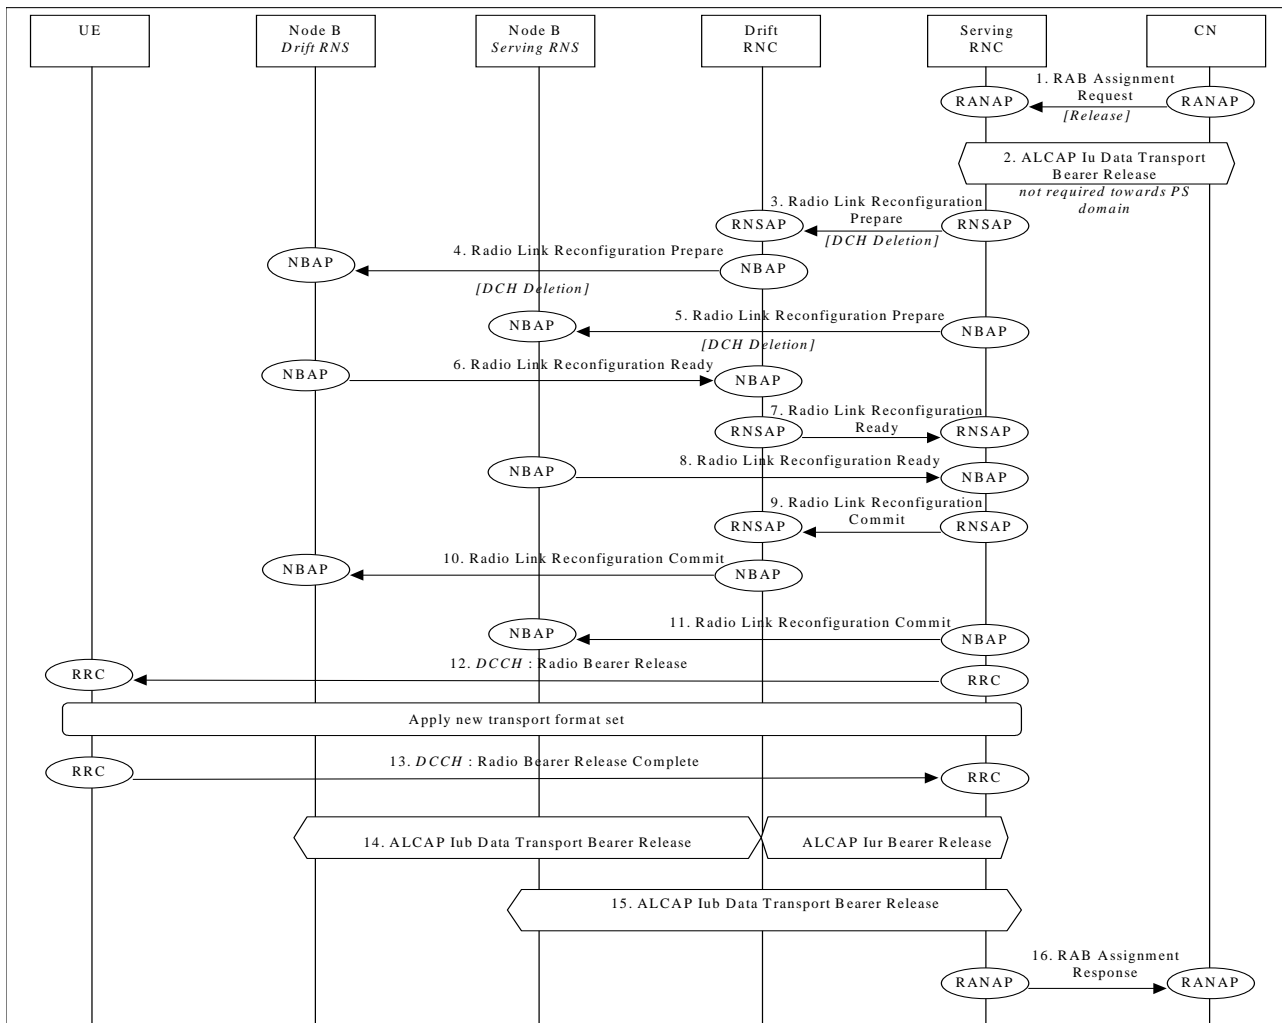 UE
Node B
Drift RNS
Node B
Serving RNS
Drift
RNC
Serving
RNC
CN
1. RAB Assignment
Request
RANAP
RANAP
[Release]
2. ALCAP Iu Data Transport
Bearer Release
not required towards PS
domain
3. Radio Link Reconfiguration
Prepare
RNSAP
RNSAP
[DCH Deletion]
4. Radio Link Reconfiguration Prepare
NBAP
NBAP
[DCH Deletion]
5. Radio Link Reconfiguration Prepare
NBAP
NBAP
[DCH Deletion]
6. Radio Link Reconfiguration Ready
NBAP
NBAP
7. Radio Link Reconfiguration
Ready
RNSAP
RNSAP
8. Radio Link Reconfiguration Ready
NBAP
NBAP
9. Radio Link Reconfiguration
Commit
RNSAP
RNSAP
10. Radio Link Reconfiguration Commit
NBAP
NBAP
11. Radio Link Reconfiguration Commit
NBAP
NBAP
12. DCCH : Radio Bearer Release
RRC
RRC
Apply new transport format set
13. DCCH : Radio Bearer Release Complete
RRC
RRC
14. ALCAP Iub Data Transport Bearer Release
ALCAP Iur Bearer Release
15. ALCAP Iub Data Transport Bearer Release
16. RAB Assignment
Response
RANAP
RANAP